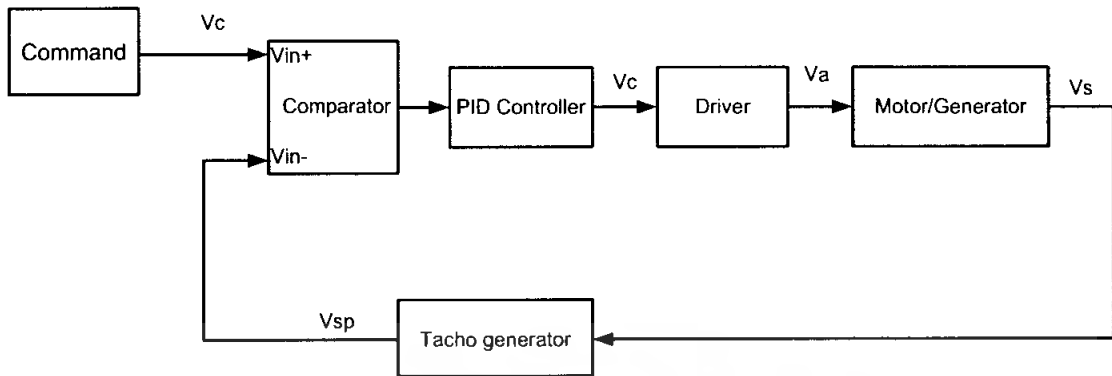 Command
Vc
Vin+
Comparator
Vin-
PID Controller
Vc
Driver
Va
Motor/Generator
Vs
Vsp
Tacho generator